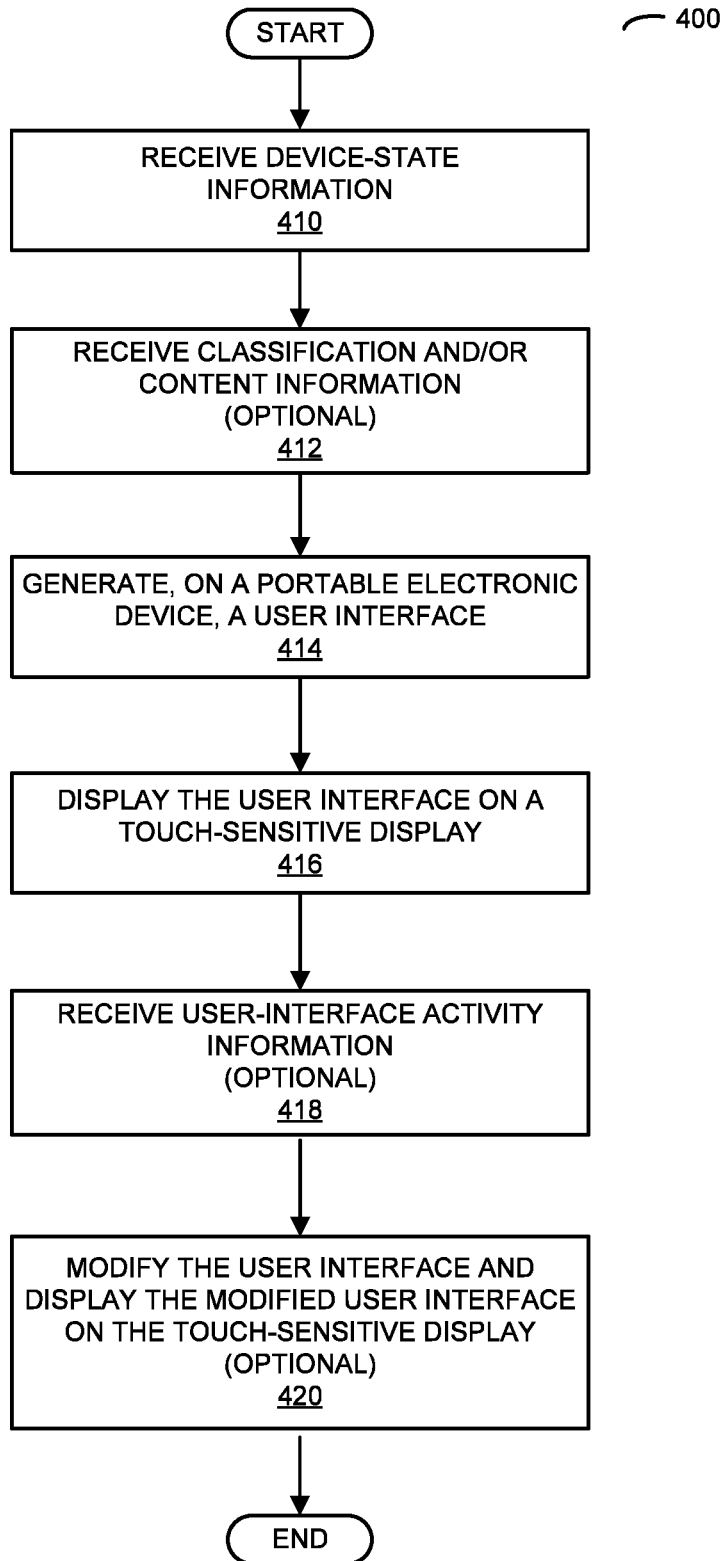 START
400
RECEIVE DEVICE-STATE
INFORMATION
410
RECEIVE CLASSIFICATION AND/OR
CONTENT INFORMATION
(OPTIONAL)
412
GENERATE, ON A PORTABLE ELECTRONIC
DEVICE, A USER INTERFACE
414
DISPLAY THE USER INTERFACE ON A
TOUCH-SENSITIVE DISPLAY
416
RECEIVE USER-INTERFACE ACTIVITY
INFORMATION
(OPTIONAL)
418
MODIFY THE USER INTERFACE AND
DISPLAY THE MODIFIED USER INTERFACE
ON THE TOUCH-SENSITIVE DISPLAY
(OPTIONAL)
420
END